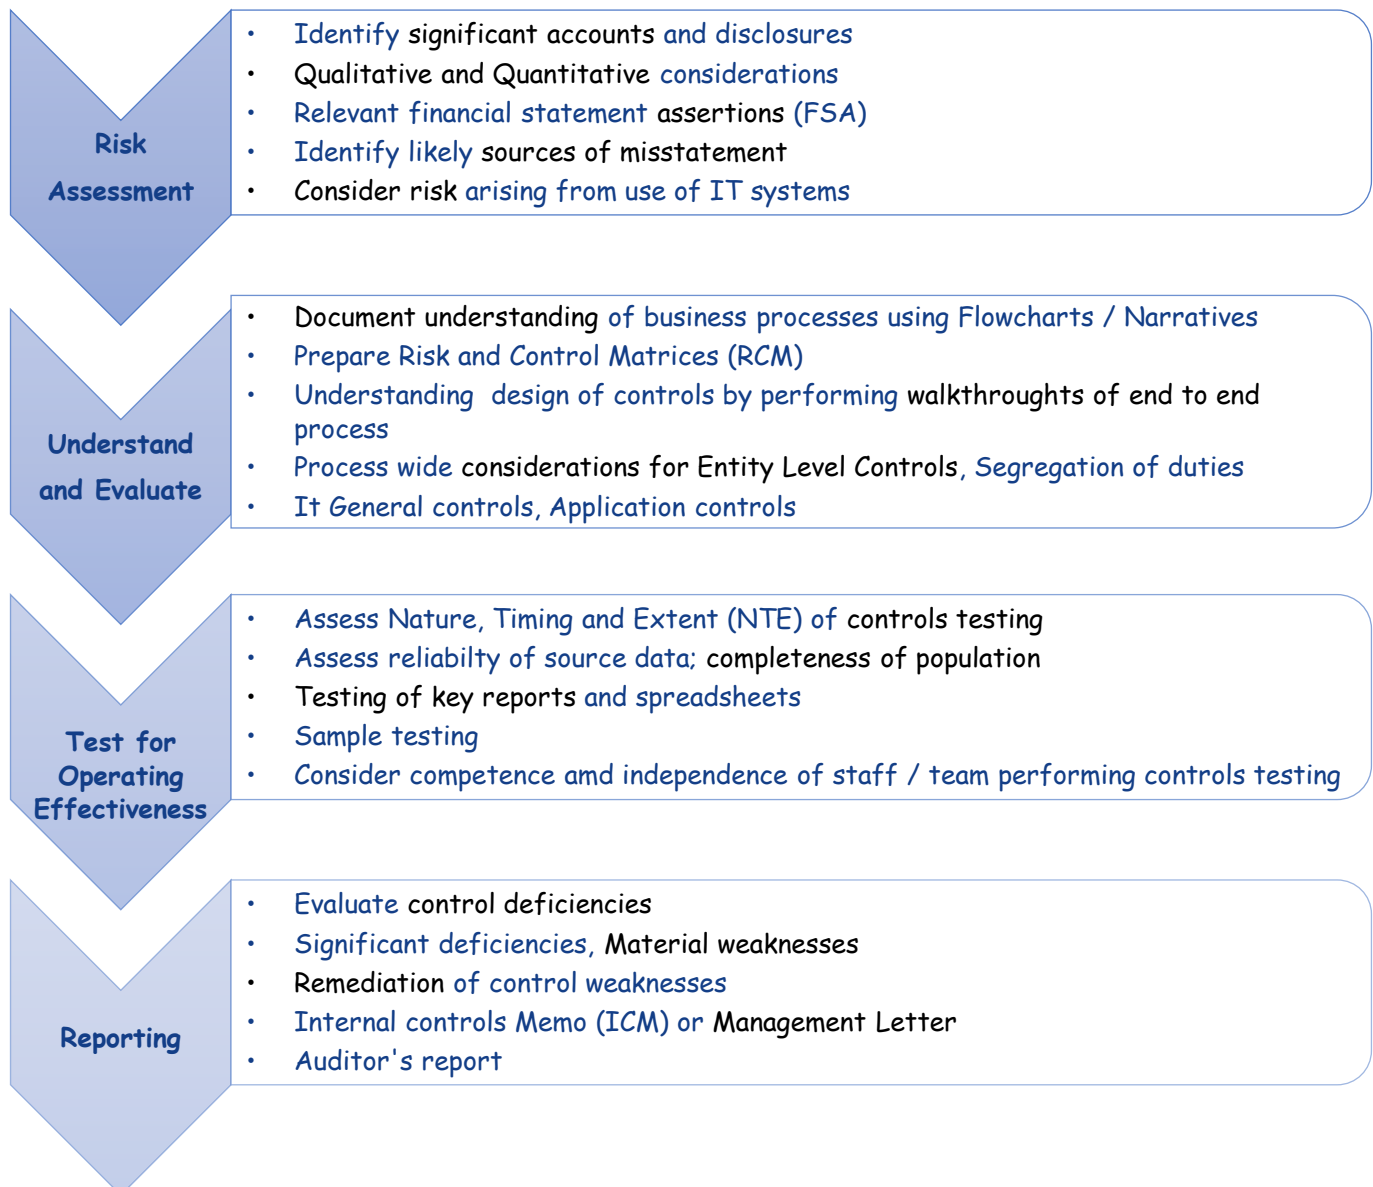 Risk
Assessment
• Identify significant accounts and disclosures
• Qualitative and Quantitative considerations
• Relevant financial statement assertions (FSA)
• Identify likely sources of misstatement
• Consider risk arising from use of IT systems
Understand
and Evaluate
• Document understanding of business processes using Flowcharts / Narratives
• Prepare Risk and Control Matrices (RCM)
• Understanding  design of controls by performing walkthroughts of end to end
process
• Process wide considerations for Entity Level Controls, Segregation of duties
• It General controls, Application controls
Test for
Operating
Effectiveness
• Assess Nature, Timing and Extent (NTE) of controls testing
• Assess reliabilty of source data; completeness of population
• Testing of key reports and spreadsheets
• Sample testing
• Consider competence amd independence of staff / team performing controls testing
Reporting
• Evaluate control deficiencies
• Significant deficiencies, Material weaknesses
• Remediation of control weaknesses
• Internal controls Memo (ICM) or Management Letter
• Auditor's report